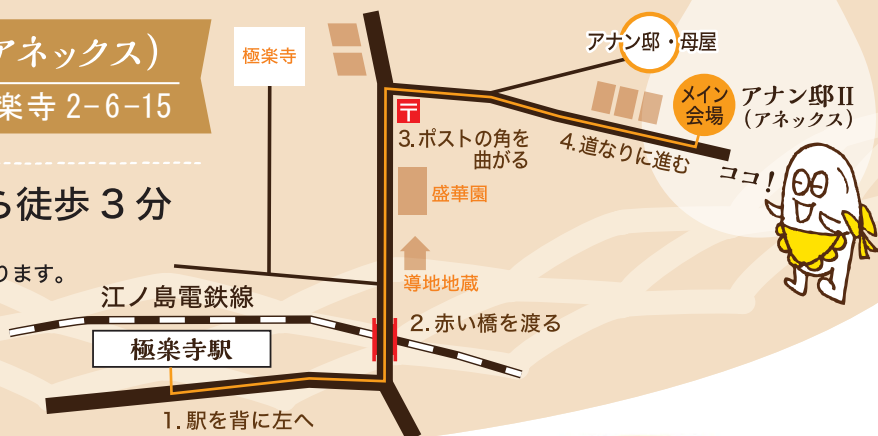 アネックス)
楽寺 2-6-15
ら徒歩 3 分
ります。
極楽寺
アナン邸・母屋
メイン
会場
アナン邸Ⅱ
(アネックス)
〒
3.ポストの角を
曲がる
4.道なりに進む
ココ!
盛華園
導地地蔵
江ノ島電鉄線
2.赤い橋を渡る
極楽寺駅
1.駅を背に左へ